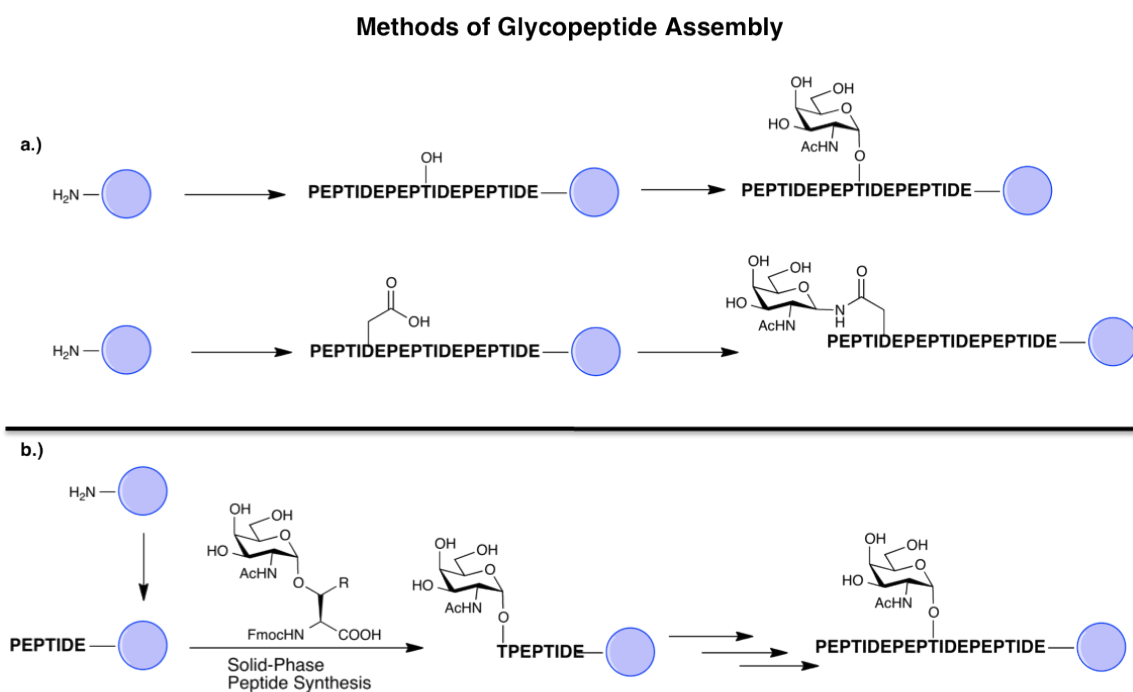 Methods of Glycopeptide Assembly
a.)
OH
OH
O
HO
AcHN
O
OH
H₂N
PEPTIDEPEPTIDEPEPTIDE
PEPTIDEPEPTIDEPEPTIDE
O
OH
H₂N
PEPTIDEPEPTIDEPEPTIDE
OH
OH
O
O
HO
AcHN
N
H
PEPTIDEPEPTIDEPEPTIDE
b.)
H₂N
PEPTIDE
OH
OH
O
HO
AcHN
O
R
FmocHN
COOH
Solid-Phase
Peptide Synthesis
OH
OH
O
HO
AcHN
O
TPEPTIDE
OH
OH
O
HO
AcHN
O
PEPTIDEPEPTIDEPEPTIDE